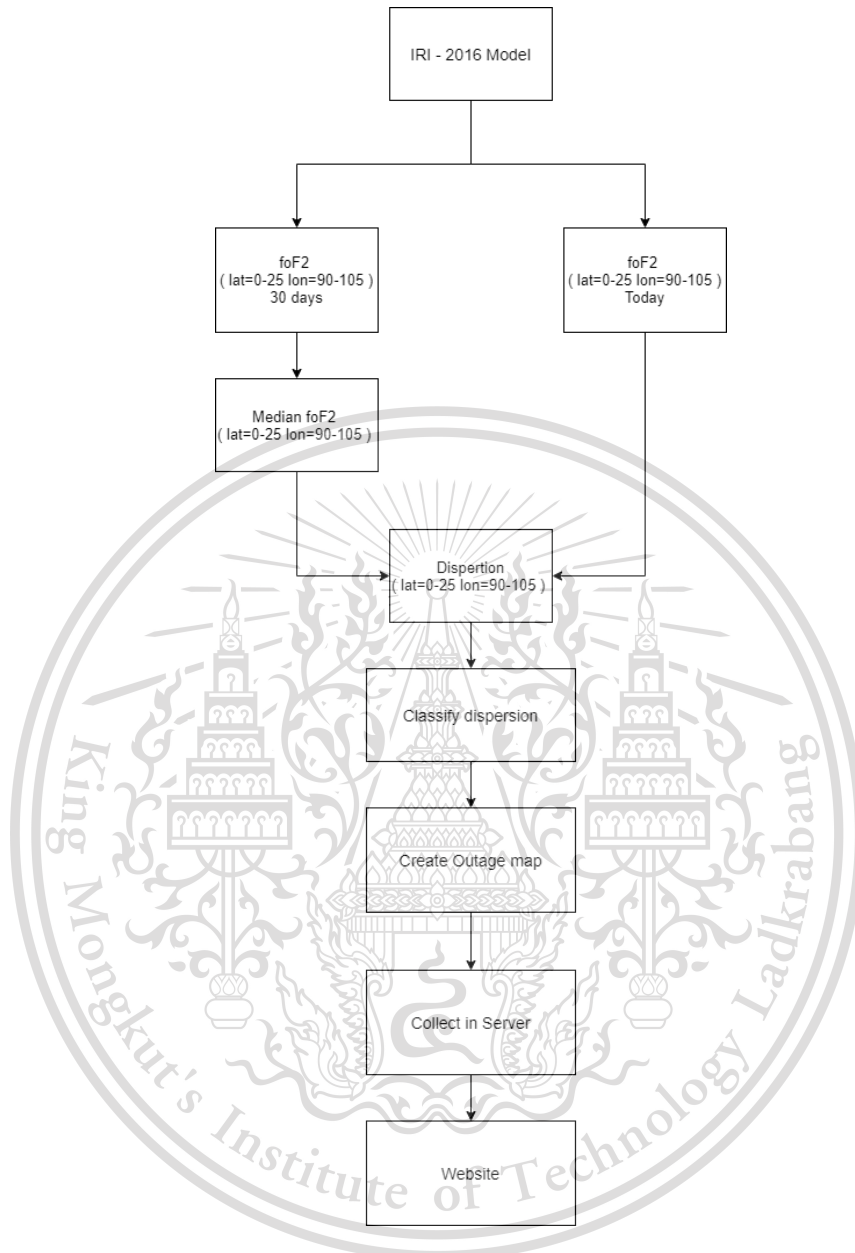 IRI - 2016 Model
foF2
( lat=0-25 lon=90-105 )
30 days
foF2
( lat=0-25 lon=90-105 )
Today
Median foF2
( lat=0-25 lon=90-105 )
Dispertion
( lat=0-25 lon=90-105 )
Classify dispersion
Create Outage map
Collect in Server
Website
King Mongkut's Institute of Technology Ladkrabang